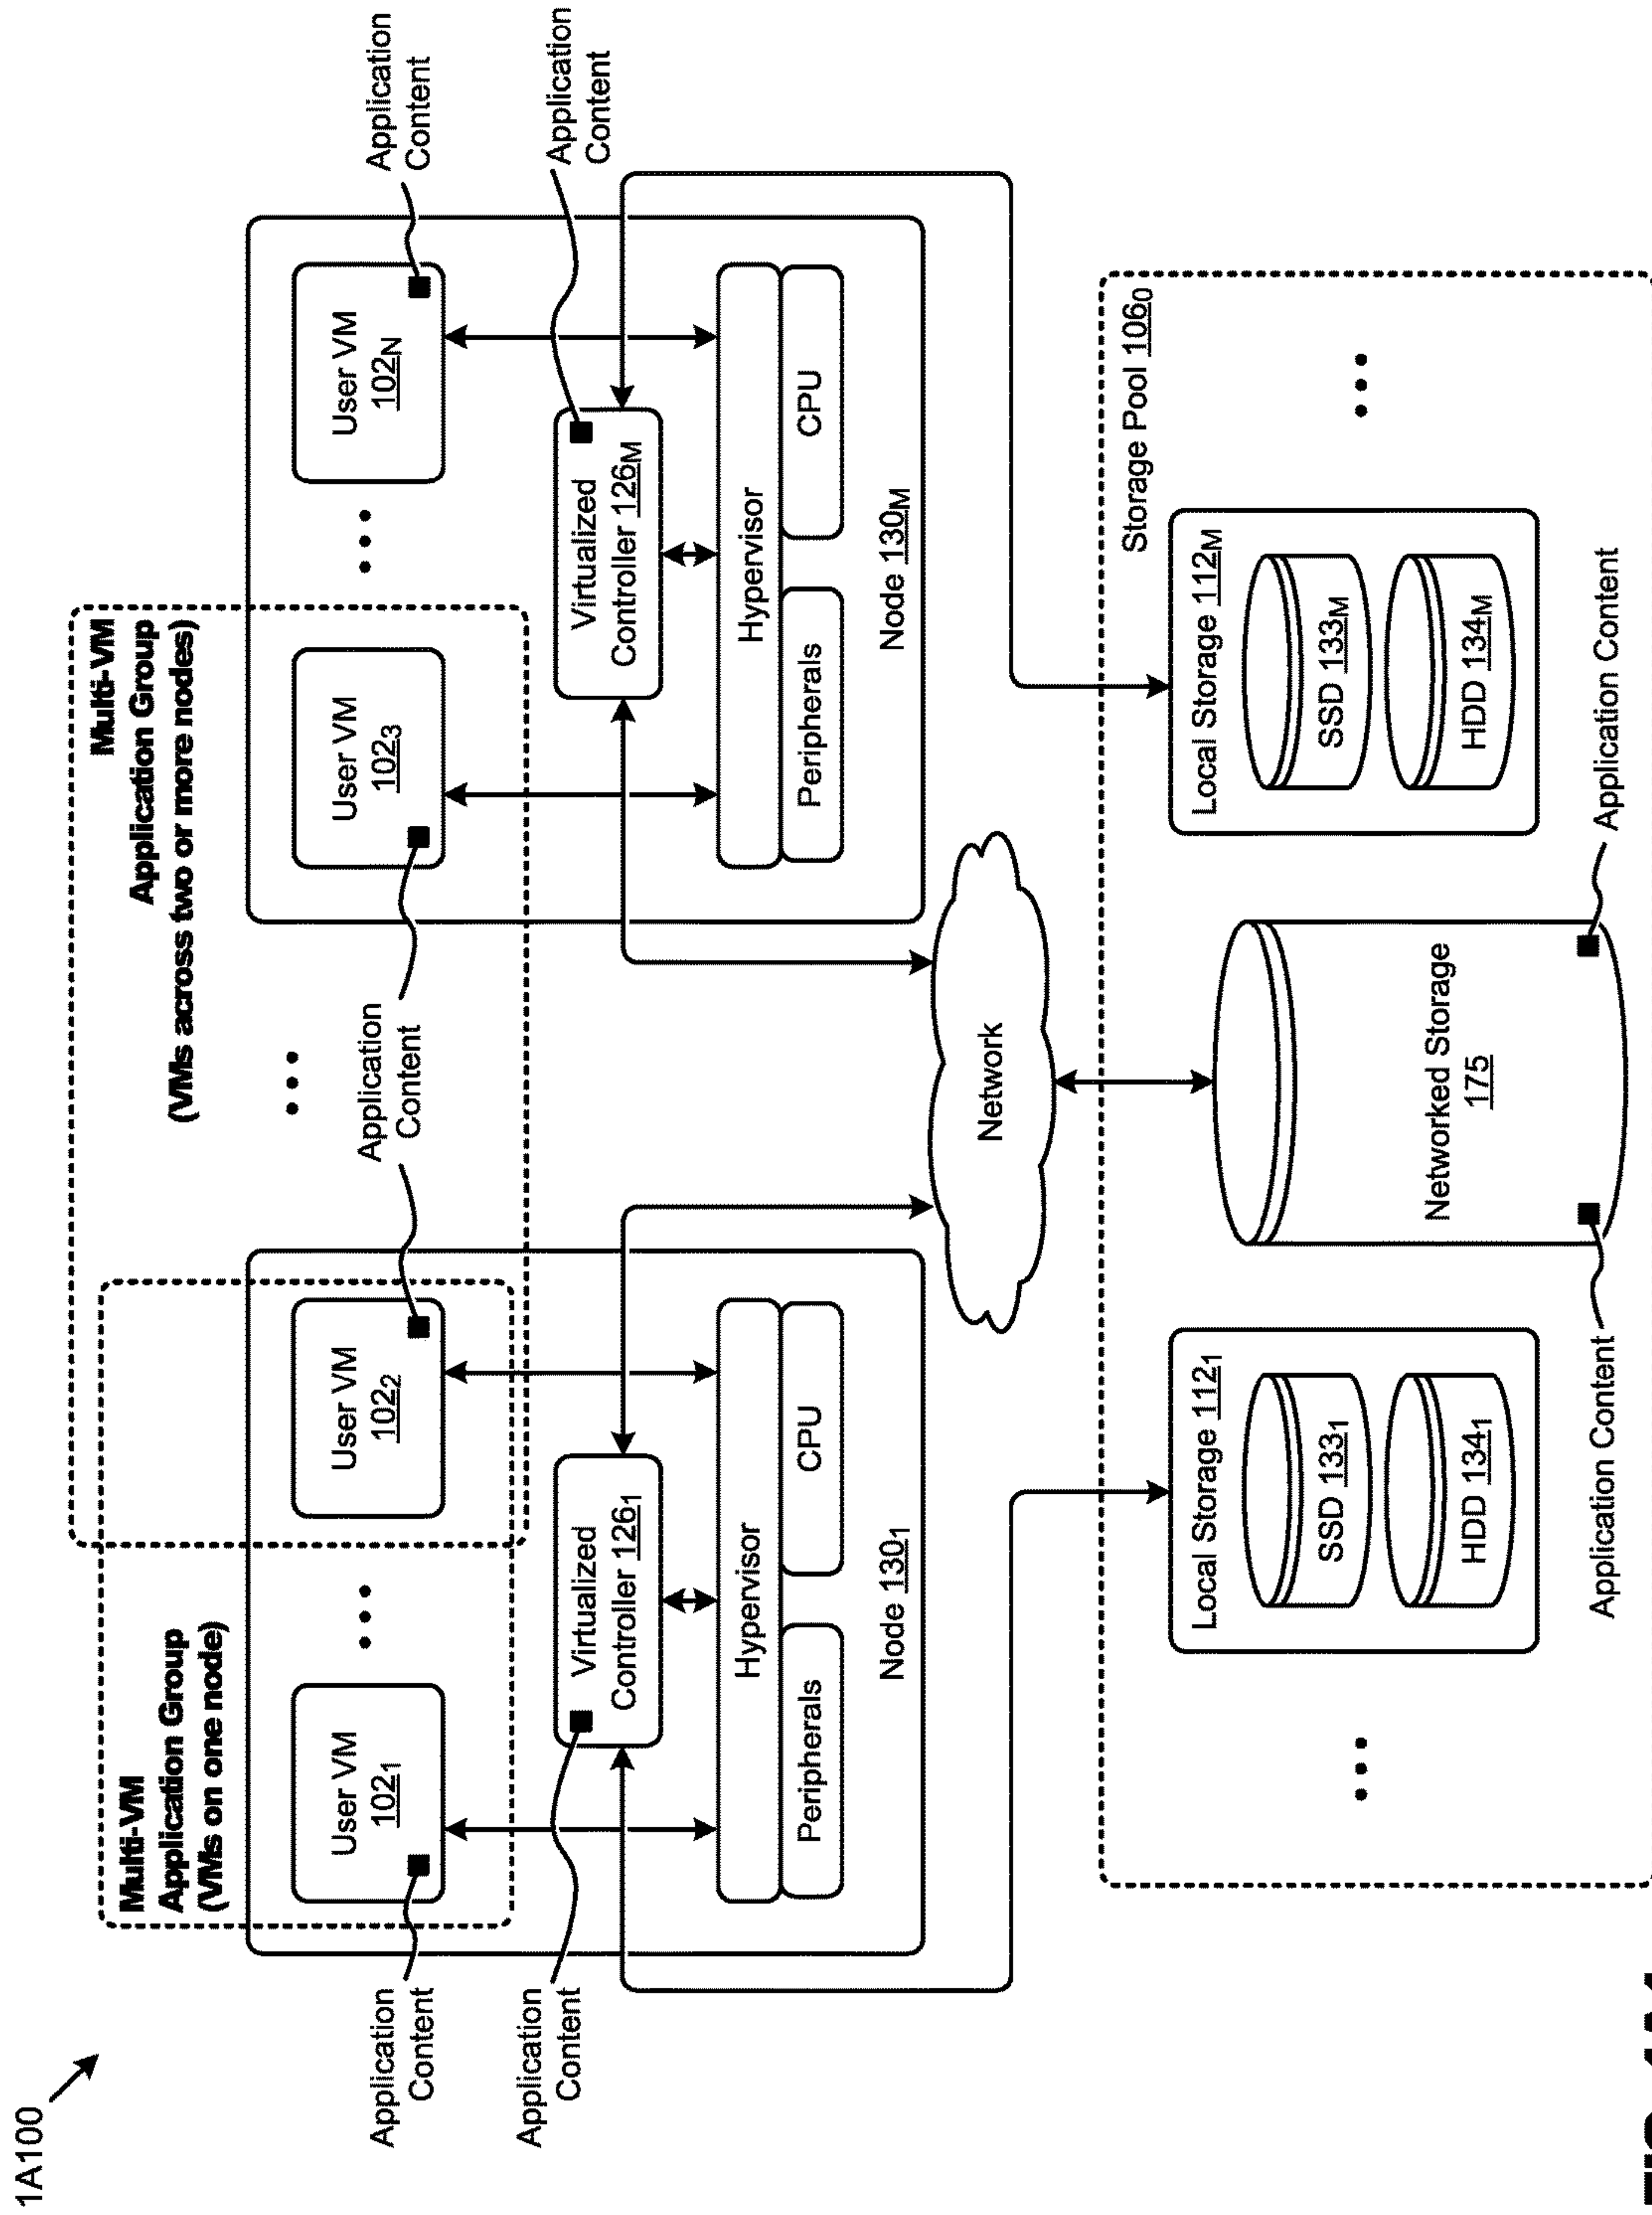 1A100
Multi-VM
Application Group
(VMs on one node)
Multi-VM
Application Group
(VMs across two or more nodes)
Application
Content
User VM
102₁
• • •
User VM
102₂
Application
Content
• • •
User VM
102₃
• • •
User VM
102N
Application
Content
Application
Content
Virtualized
Controller 126₁
Virtualized
Controller 126M
Application
Content
Hypervisor
Peripherals
CPU
Node 130₁
Hypervisor
Peripherals
CPU
Node 130M
Network
Storage Pool 106₀
• • •
Local Storage 112₁
SSD 133₁
HDD 134₁
Networked Storage
175
Local Storage 112M
SSD 133M
HDD 134M
• • •
Application Content
Application Content